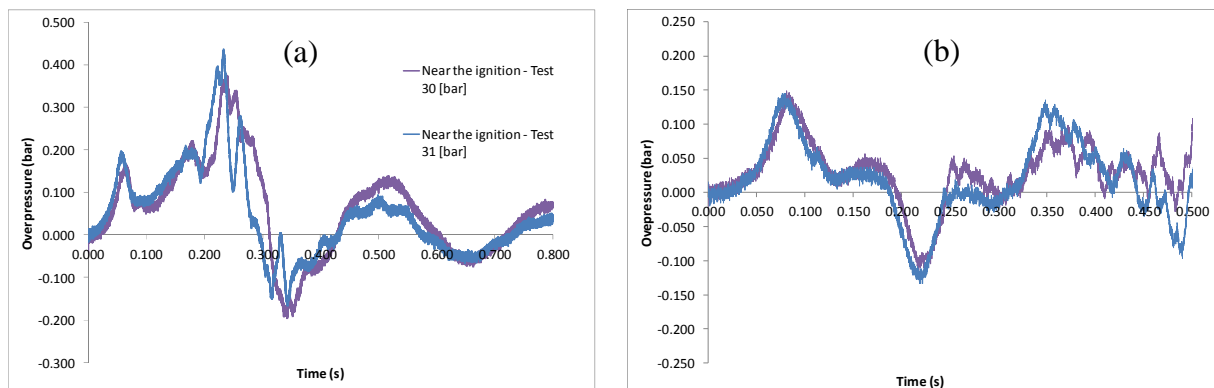 0.500
0.400
0.300
0.200
0.100
0.000
-0.100
-0.200
-0.300
Overpressure (bar)
0.000 0.100 0.200 0.300 0.400 0.500 0.600 0.700 0.800
Time (s)
(a)
Near the ignition - Test
30 [bar]
Near the ignition - Test
31 [bar]
0.250
0.200
0.150
0.100
0.050
0.000
-0.050
-0.100
-0.150
-0.200
-0.250
Ovepressure (bar)
0.000 0.050 0.100 0.150 0.200 0.250 0.300 0.350 0.400 0.450 0.500
Time (s)
(b)